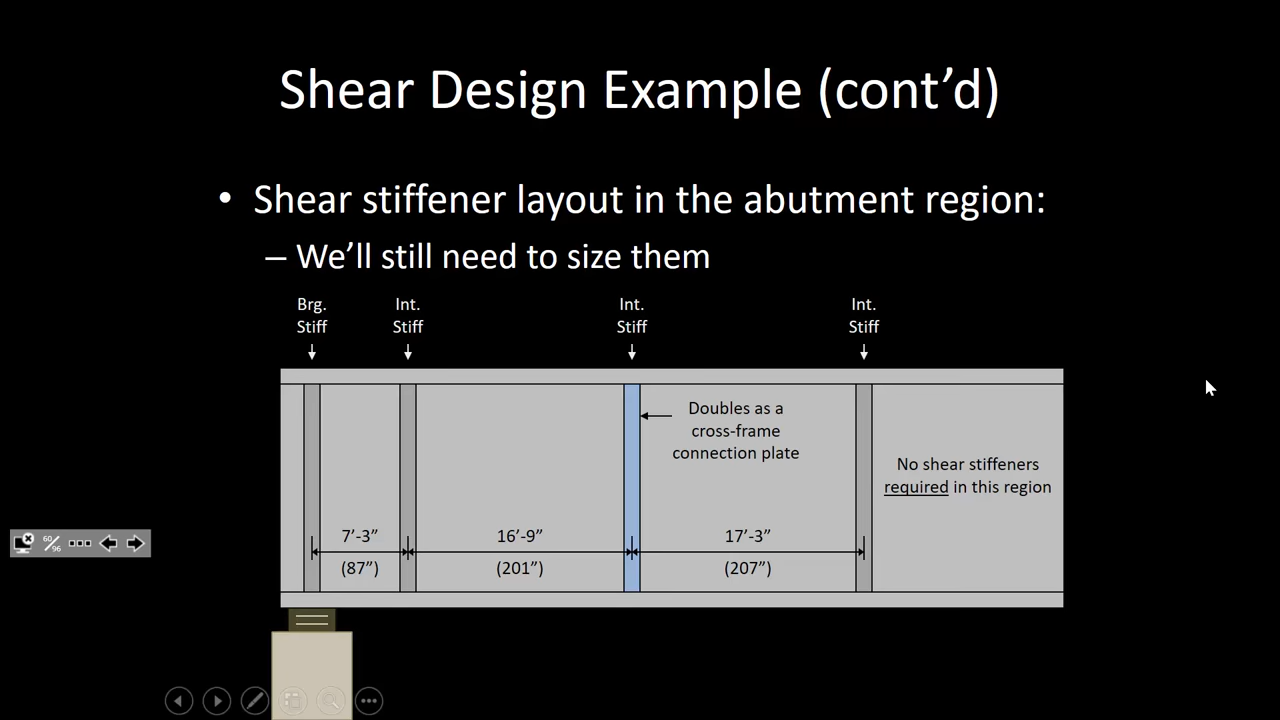 Shear Design Example (cont’d)
• Shear stiffener layout in the abutment region:
– We’ll still need to size them
Brg.
Stiff
Int.
Stiff
Int.
Stiff
Int.
Stiff
Doubles as a
cross-frame
connection plate
No shear stiffeners
required in this region
7’-3”
(87”)
16’-9”
(201”)
17’-3”
(207”)
60/96